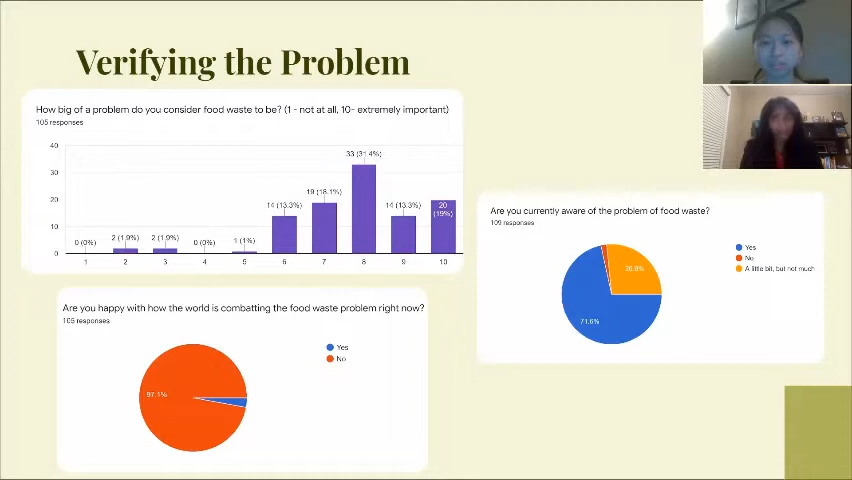 Verifying the Problem
How big of a problem do you consider food waste to be? (1 - not at all, 10- extremely important)
105 responses
40
30
20
10
0
0 (0%)
2 (1.9%)
2 (1.9%)
0 (0%)
1 (1%)
14 (13.3%)
19 (18.1%)
33 (31.4%)
14 (13.3%)
20
(19%)
1 2 3 4 5 6 7 8 9 10
Are you currently aware of the problem of food waste?
109 responses
Yes
No
A little bit, but not much
71.6%
Are you happy with how the world is combatting the food waste problem right now?
105 responses
Yes
No
97.1%